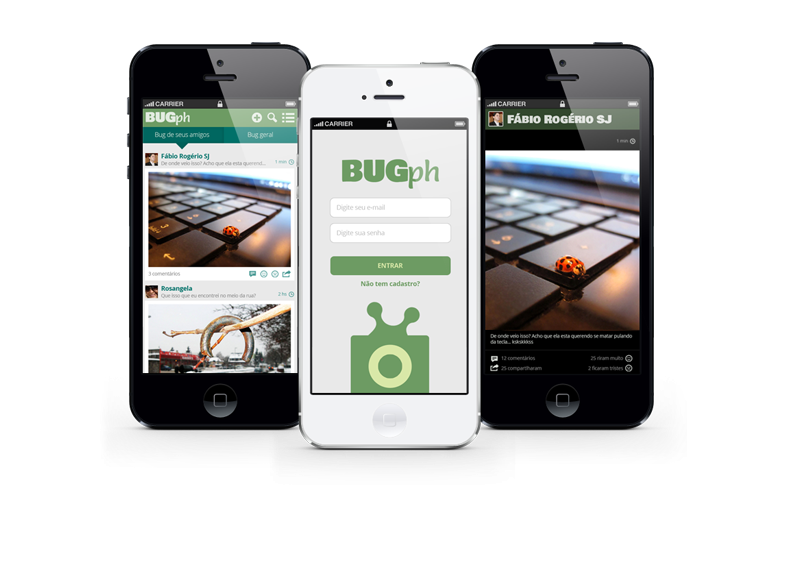 CARRIER
BUGph
Bug de seus amigos
Bug geral
Fábio Rogério SJ
1 min
De onde veio isso? Acho que ela esta querendo...
3 comentários
Rosangela
2 hs
Que isso que eu encontrei no meio da rua?
CARRIER
BUGph
Digite seu e-mail
Digite sua senha
ENTRAR
Não tem cadastro?
CARRIER
Fábio Rogério SJ
1 min
De onde veio isso? Acho que ela esta querendo se matar pulando
da tecla... kskskkkss
12 comentários
25 riram muito
25 compartilharam
2 ficaram tristes